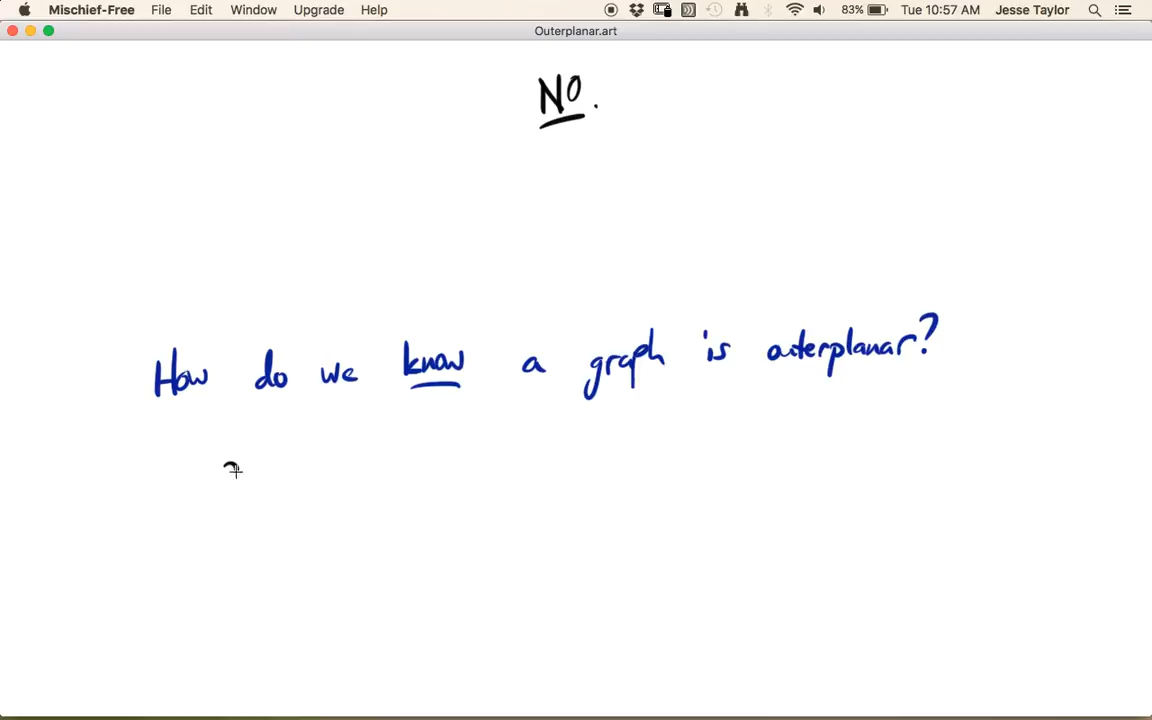 Mischief-Free File Edit Window Upgrade Help 83% Tue 10:57 AM Jesse Taylor
Outerplanar.art
No.
How do we know a graph is outerplanar?